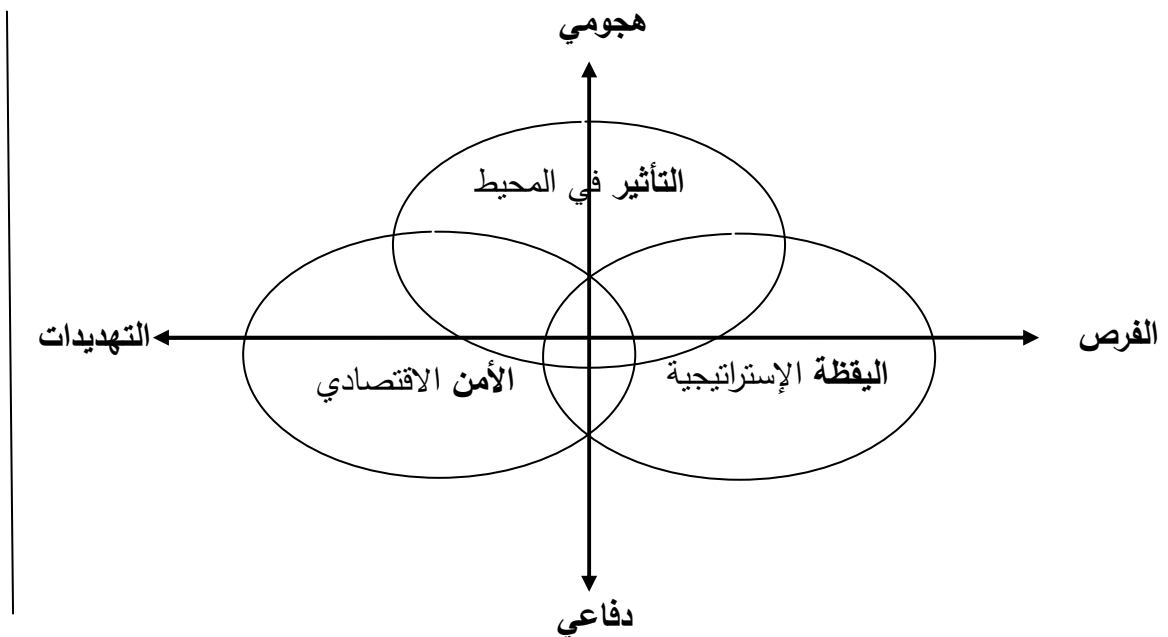 هجومي
التأثير في المحيط
الفرص
التهديدات
اليقظة الإستراتيجية
الأمن الاقتصادي
دفاعي